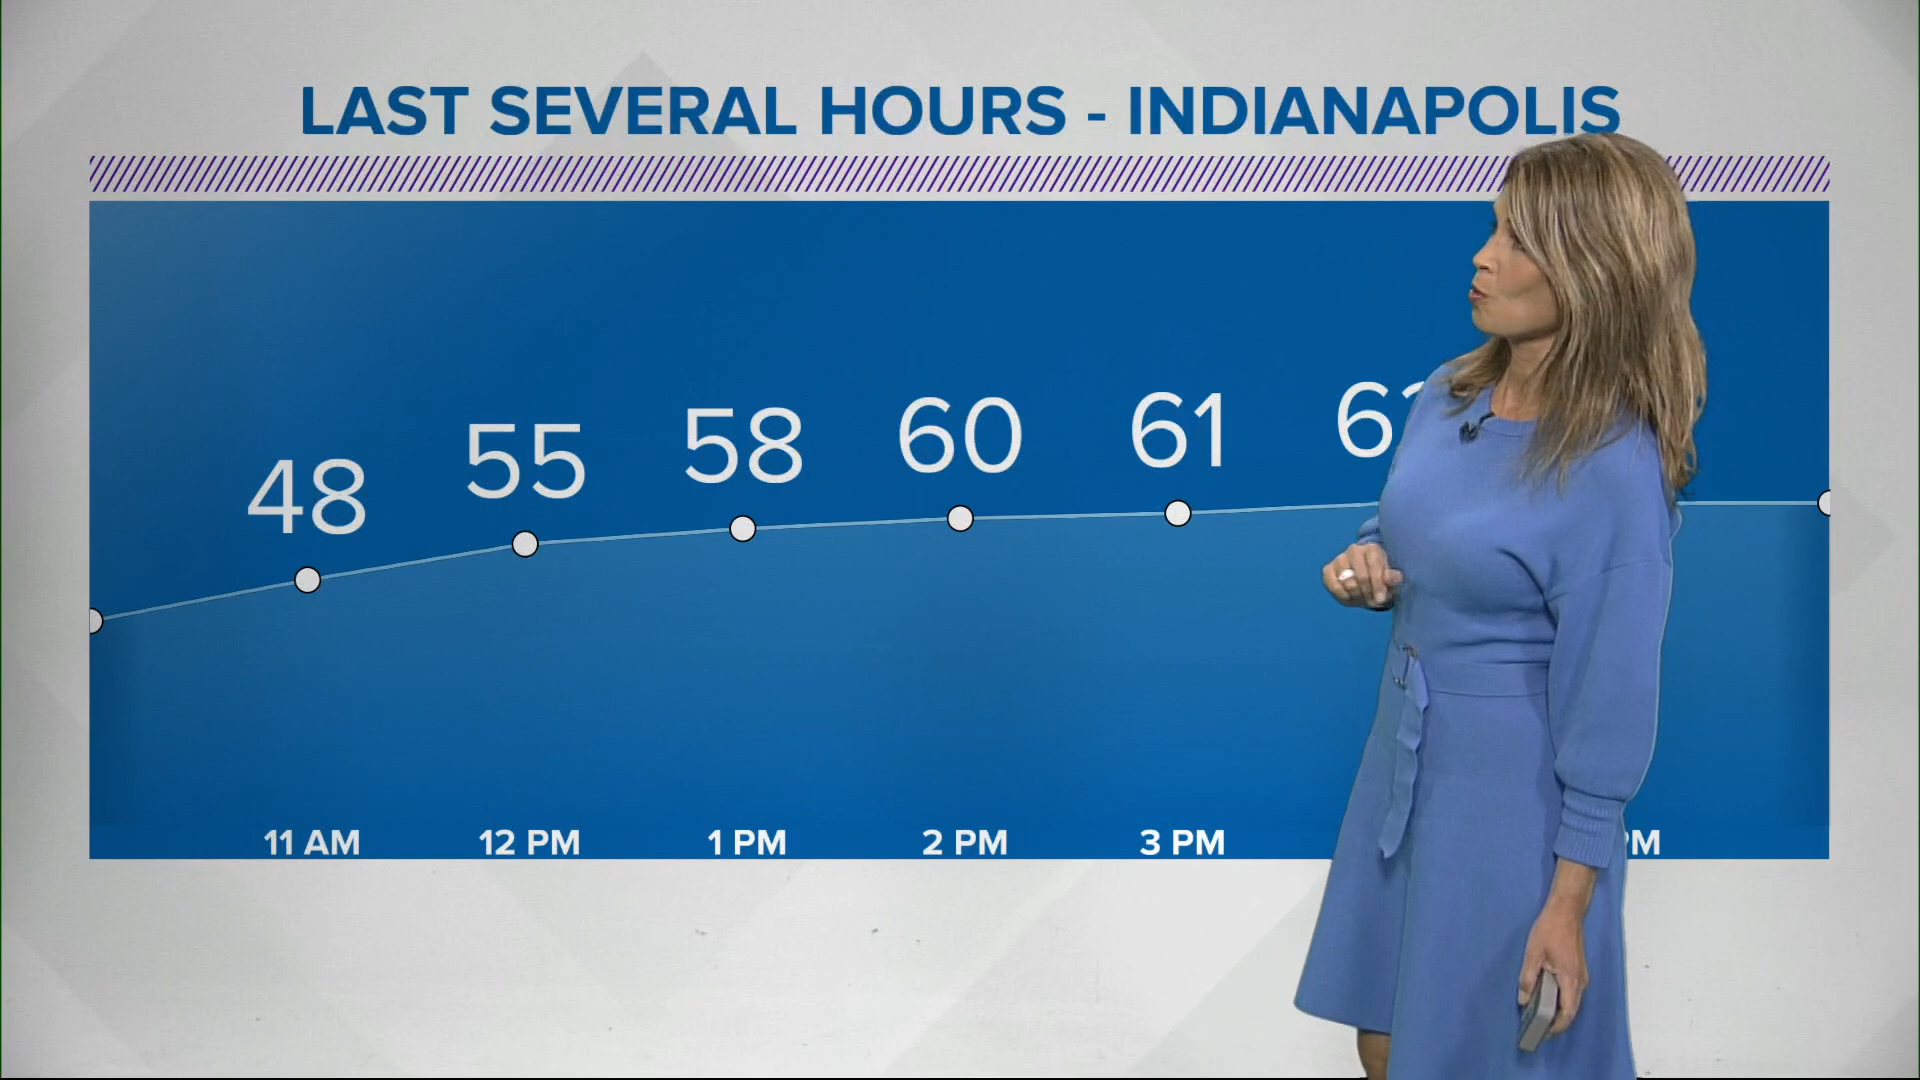 LAST SEVERAL HOURS - INDIANAPOLIS
48 55 58 60 61
11 AM 12 PM 1 PM 2 PM 3 PM PM